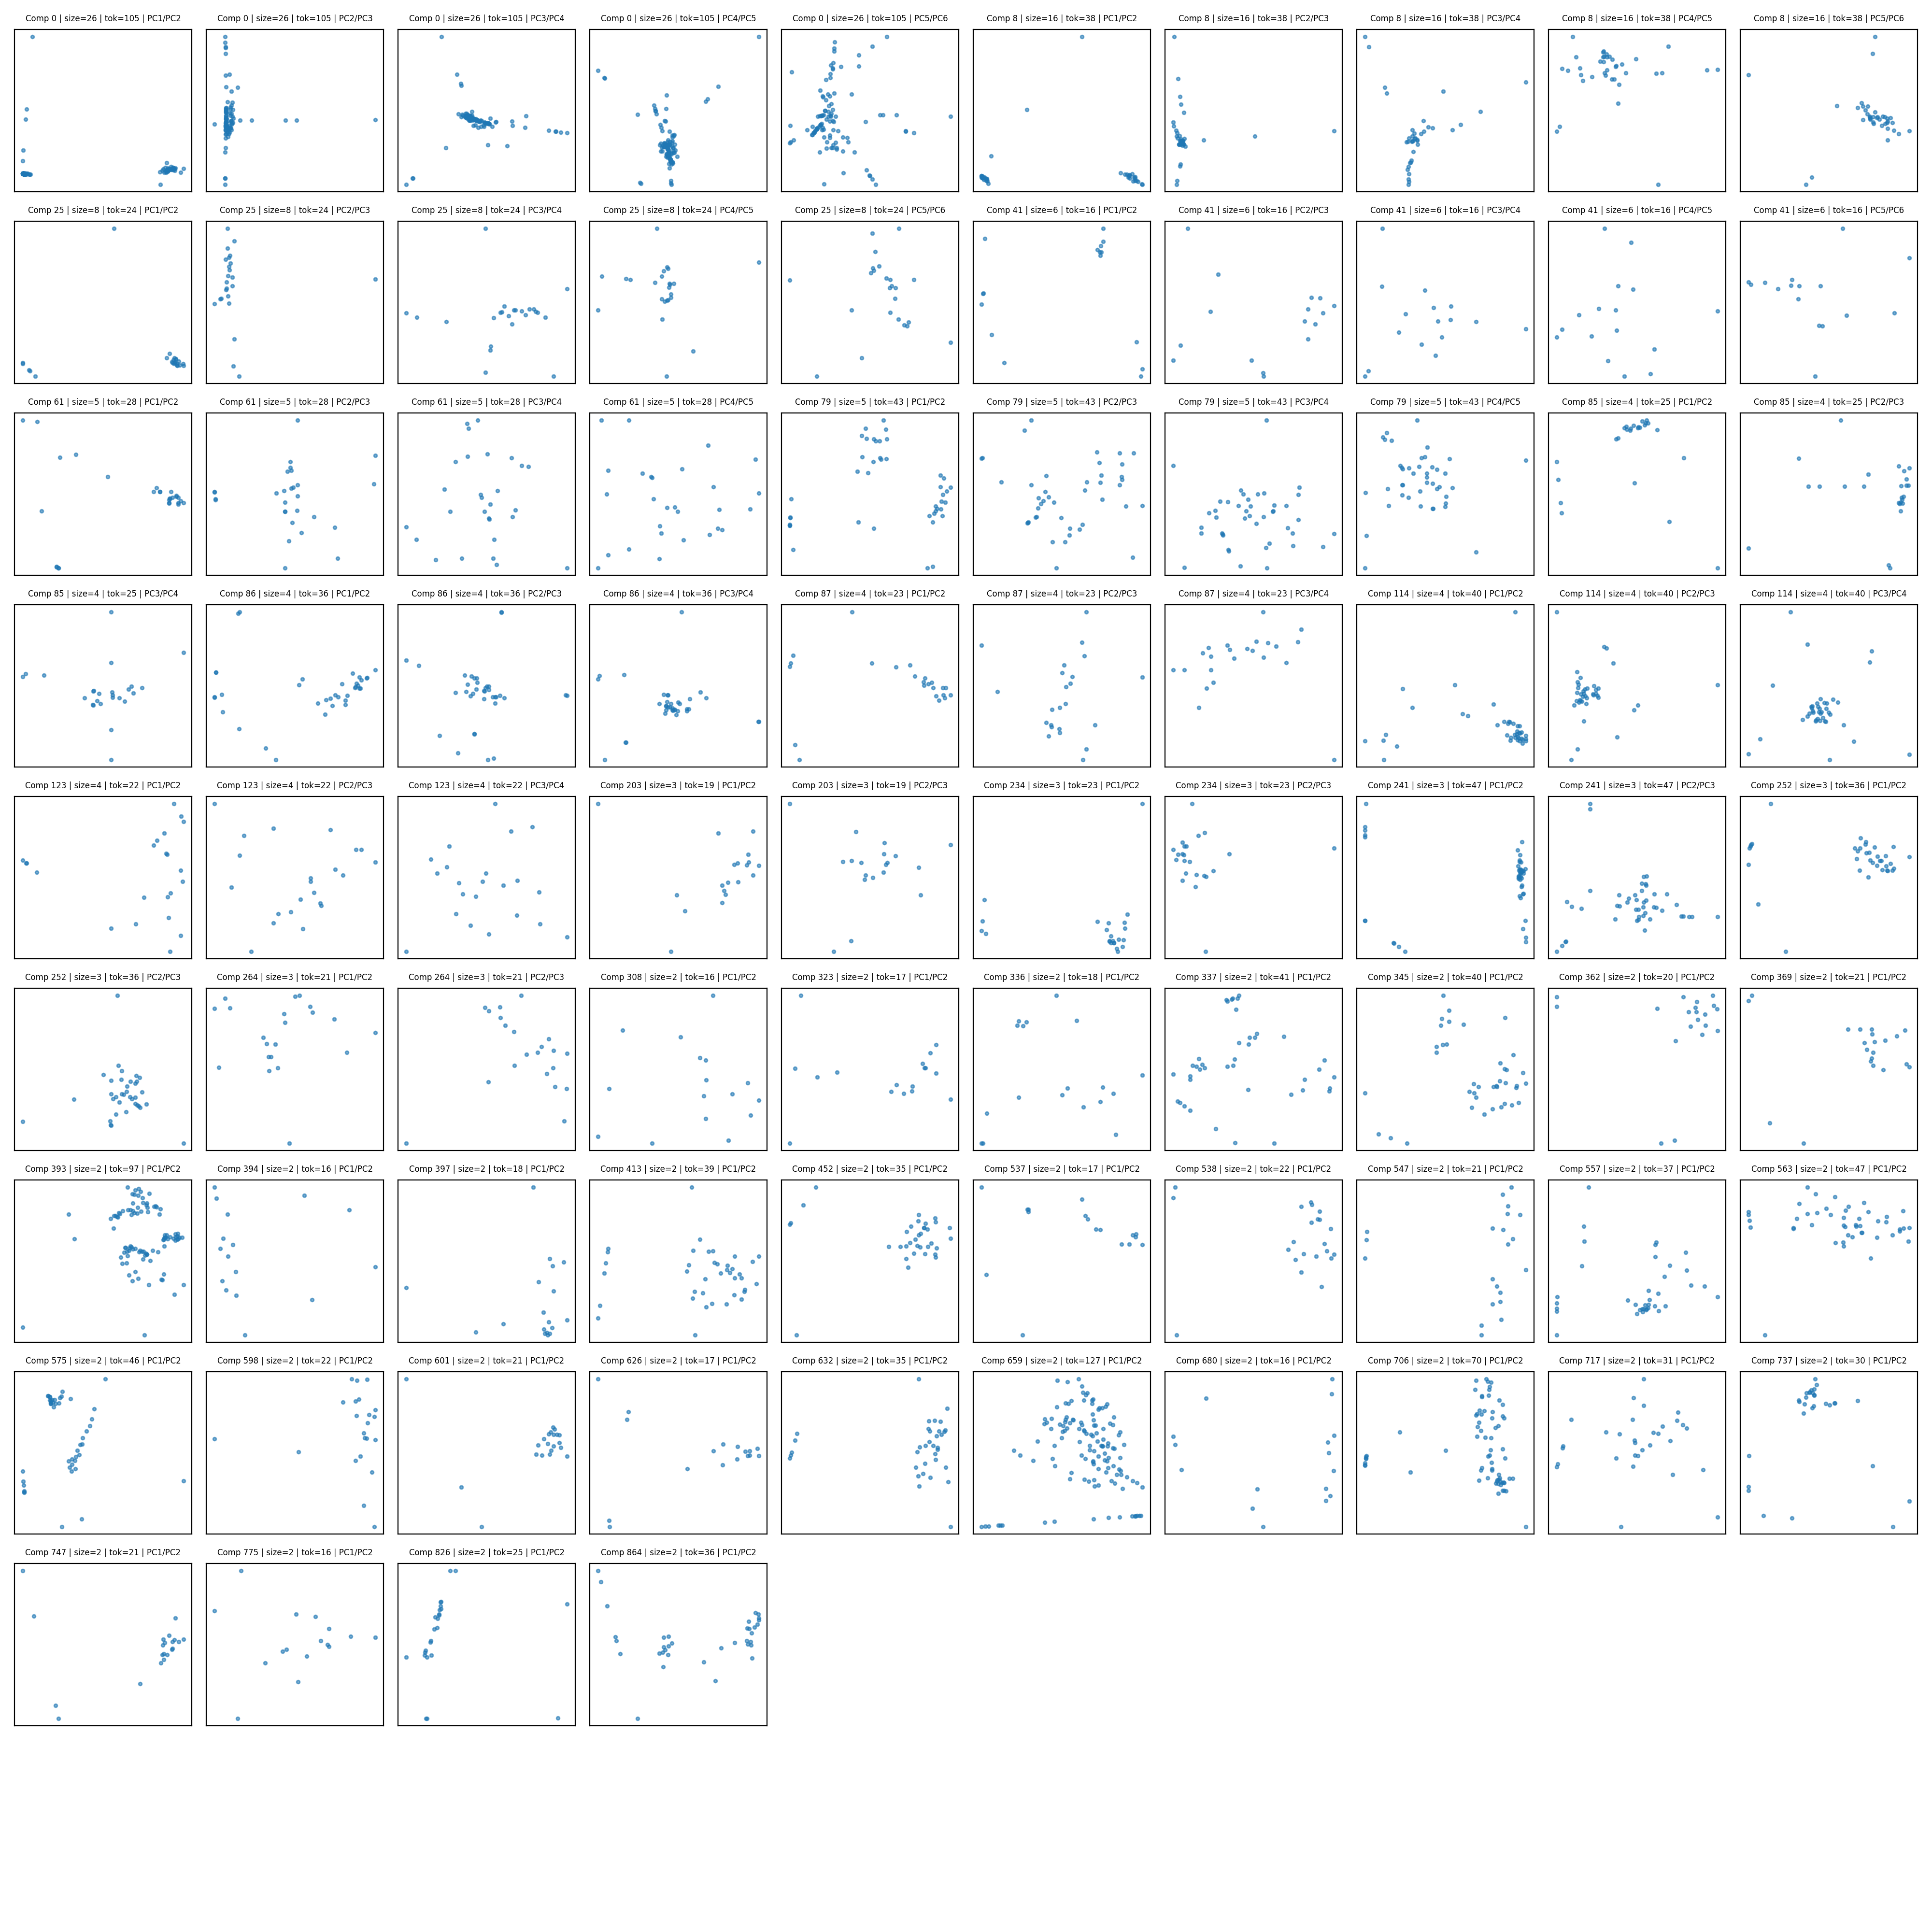 Comp 0 | size=26 | tok=105 | PC1/PC2
Comp 0 | size=26 | tok=105 | PC2/PC3
Comp 0 | size=26 | tok=105 | PC3/PC4
Comp 0 | size=26 | tok=105 | PC4/PC5
Comp 0 | size=26 | tok=105 | PC5/PC6
Comp 8 | size=16 | tok=38 | PC1/PC2
Comp 8 | size=16 | tok=38 | PC2/PC3
Comp 8 | size=16 | tok=38 | PC3/PC4
Comp 8 | size=16 | tok=38 | PC4/PC5
Comp 8 | size=16 | tok=38 | PC5/PC6
Comp 25 | size=8 | tok=24 | PC1/PC2
Comp 25 | size=8 | tok=24 | PC2/PC3
Comp 25 | size=8 | tok=24 | PC3/PC4
Comp 25 | size=8 | tok=24 | PC4/PC5
Comp 25 | size=8 | tok=24 | PC5/PC6
Comp 41 | size=6 | tok=16 | PC1/PC2
Comp 41 | size=6 | tok=16 | PC2/PC3
Comp 41 | size=6 | tok=16 | PC3/PC4
Comp 41 | size=6 | tok=16 | PC4/PC5
Comp 41 | size=6 | tok=16 | PC5/PC6
Comp 61 | size=5 | tok=28 | PC1/PC2
Comp 61 | size=5 | tok=28 | PC2/PC3
Comp 61 | size=5 | tok=28 | PC3/PC4
Comp 61 | size=5 | tok=28 | PC4/PC5
Comp 79 | size=5 | tok=43 | PC1/PC2
Comp 79 | size=5 | tok=43 | PC2/PC3
Comp 79 | size=5 | tok=43 | PC3/PC4
Comp 79 | size=5 | tok=43 | PC4/PC5
Comp 85 | size=4 | tok=25 | PC1/PC2
Comp 85 | size=4 | tok=25 | PC2/PC3
Comp 85 | size=4 | tok=25 | PC3/PC4
Comp 86 | size=4 | tok=36 | PC1/PC2
Comp 86 | size=4 | tok=36 | PC2/PC3
Comp 86 | size=4 | tok=36 | PC3/PC4
Comp 87 | size=4 | tok=23 | PC1/PC2
Comp 87 | size=4 | tok=23 | PC2/PC3
Comp 87 | size=4 | tok=23 | PC3/PC4
Comp 114 | size=4 | tok=40 | PC1/PC2
Comp 114 | size=4 | tok=40 | PC2/PC3
Comp 114 | size=4 | tok=40 | PC3/PC4
Comp 123 | size=4 | tok=22 | PC1/PC2
Comp 123 | size=4 | tok=22 | PC2/PC3
Comp 123 | size=4 | tok=22 | PC3/PC4
Comp 203 | size=3 | tok=19 | PC1/PC2
Comp 203 | size=3 | tok=19 | PC2/PC3
Comp 234 | size=3 | tok=23 | PC1/PC2
Comp 234 | size=3 | tok=23 | PC2/PC3
Comp 241 | size=3 | tok=47 | PC1/PC2
Comp 241 | size=3 | tok=47 | PC2/PC3
Comp 252 | size=3 | tok=36 | PC1/PC2
Comp 252 | size=3 | tok=36 | PC2/PC3
Comp 264 | size=3 | tok=21 | PC1/PC2
Comp 264 | size=3 | tok=21 | PC2/PC3
Comp 308 | size=2 | tok=16 | PC1/PC2
Comp 323 | size=2 | tok=17 | PC1/PC2
Comp 336 | size=2 | tok=18 | PC1/PC2
Comp 337 | size=2 | tok=41 | PC1/PC2
Comp 345 | size=2 | tok=40 | PC1/PC2
Comp 362 | size=2 | tok=20 | PC1/PC2
Comp 369 | size=2 | tok=21 | PC1/PC2
Comp 393 | size=2 | tok=97 | PC1/PC2
Comp 394 | size=2 | tok=16 | PC1/PC2
Comp 397 | size=2 | tok=18 | PC1/PC2
Comp 413 | size=2 | tok=39 | PC1/PC2
Comp 452 | size=2 | tok=35 | PC1/PC2
Comp 537 | size=2 | tok=17 | PC1/PC2
Comp 538 | size=2 | tok=22 | PC1/PC2
Comp 547 | size=2 | tok=21 | PC1/PC2
Comp 557 | size=2 | tok=37 | PC1/PC2
Comp 563 | size=2 | tok=47 | PC1/PC2
Comp 575 | size=2 | tok=46 | PC1/PC2
Comp 598 | size=2 | tok=22 | PC1/PC2
Comp 601 | size=2 | tok=21 | PC1/PC2
Comp 626 | size=2 | tok=17 | PC1/PC2
Comp 632 | size=2 | tok=35 | PC1/PC2
Comp 659 | size=2 | tok=127 | PC1/PC2
Comp 680 | size=2 | tok=16 | PC1/PC2
Comp 706 | size=2 | tok=70 | PC1/PC2
Comp 717 | size=2 | tok=31 | PC1/PC2
Comp 737 | size=2 | tok=30 | PC1/PC2
Comp 747 | size=2 | tok=21 | PC1/PC2
Comp 775 | size=2 | tok=16 | PC1/PC2
Comp 826 | size=2 | tok=25 | PC1/PC2
Comp 864 | size=2 | tok=36 | PC1/PC2